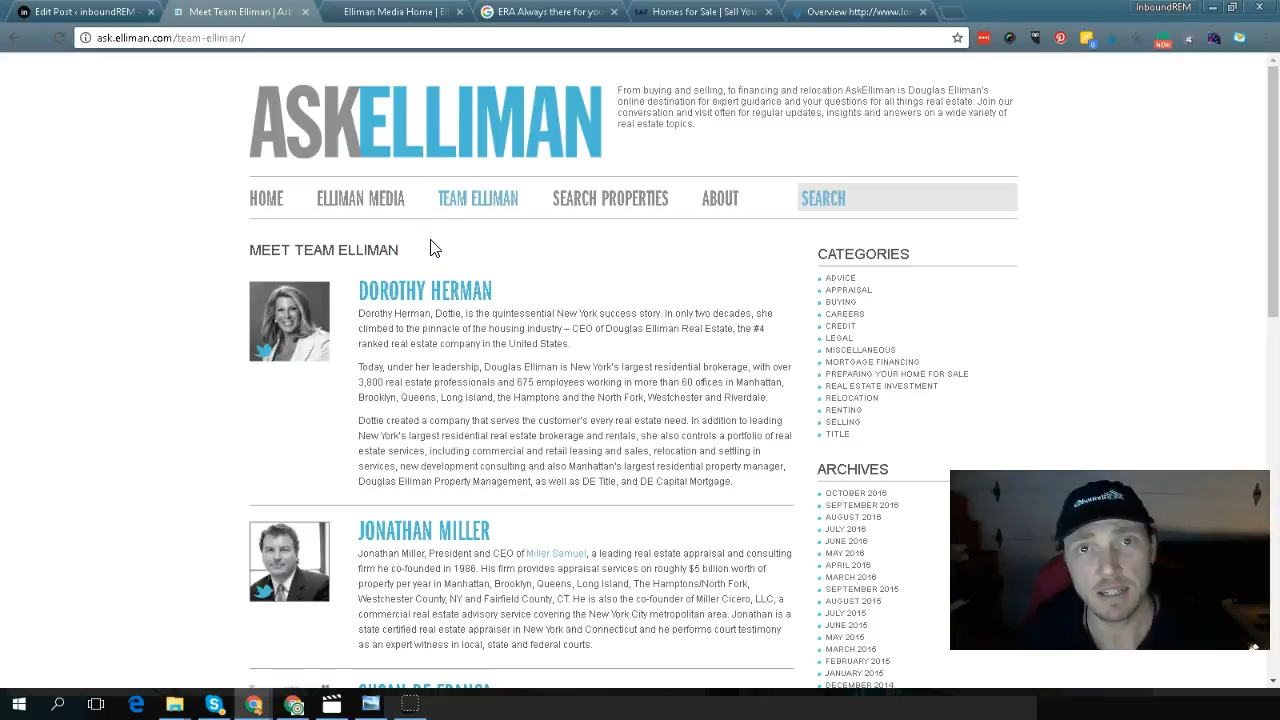 Edit Post ‹ inboundREM
Meet Team Elliman | Ask
Elliman Media Home | El
ERA Always there for you
Homes for Sale | Sell You
Overview http://www.los
InboundREM
ask.elliman.com/team-elliman/
ASKELLIMAN
From buying and selling, to financing and relocation AskElliman is Douglas Elliman's
online destination for expert guidance and your questions for all things real estate. Join our
conversation and visit often for regular updates, insights and answers on a wide variety of
real estate topics.
HOME ELLIMAN MEDIA TEAM ELLIMAN SEARCH PROPERTIES ABOUT SEARCH
MEET TEAM ELLIMAN
DOROTHY HERMAN
Dorothy Herman, Dottie, is the quintessential New York success story. In only two decades, she
climbed to the pinnacle of the housing industry – CEO of Douglas Elliman Real Estate, the #4
ranked real estate company in the United States.
Today, under her leadership, Douglas Elliman is New York's largest residential brokerage, with over
3,800 real estate professionals and 675 employees working in more than 60 offices in Manhattan,
Brooklyn, Queens, Long Island, the Hamptons and the North Fork, Westchester and Riverdale.
Dottie created a company that serves the customer's every real estate need. In addition to leading
New York's largest residential real estate brokerage and rentals, she also controls a portfolio of real
estate services, including commercial and retail leasing and sales, relocation and settling in
services, new development consulting and also Manhattan's largest residential property manager,
Douglas Elliman Property Management, as well as DE Title, and DE Capital Mortgage.
JONATHAN MILLER
Jonathan Miller, President and CEO of Miller Samuel, a leading real estate appraisal and consulting
firm he co-founded in 1986. His firm provides appraisal services on roughly $5 billion worth of
property per year in Manhattan, Brooklyn, Queens, Long Island, The Hamptons/North Fork,
Westchester County, NY and Fairfield County, CT. He is also the co-founder of Miller Cicero, LLC, a
commercial real estate advisory service covering the New York City metropolitan area. Jonathan is a
state certified real estate appraiser in New York and Connecticut and he performs court testimony
as an expert witness in local, state and federal courts.
CATEGORIES
ADVICE
APPRAISAL
BUYING
CAREERS
CREDIT
LEGAL
MISCELLANEOUS
MORTGAGE FINANCING
PREPARING YOUR HOME FOR SALE
REAL ESTATE INVESTMENT
RELOCATION
RENTING
SELLING
TITLE
ARCHIVES
OCTOBER 2016
SEPTEMBER 2016
AUGUST 2016
JULY 2016
JUNE 2016
MAY 2016
APRIL 2016
MARCH 2016
SEPTEMBER 2015
AUGUST 2015
JULY 2015
JUNE 2015
MAY 2015
MARCH 2015
FEBRUARY 2015
JANUARY 2015
DECEMBER 2014